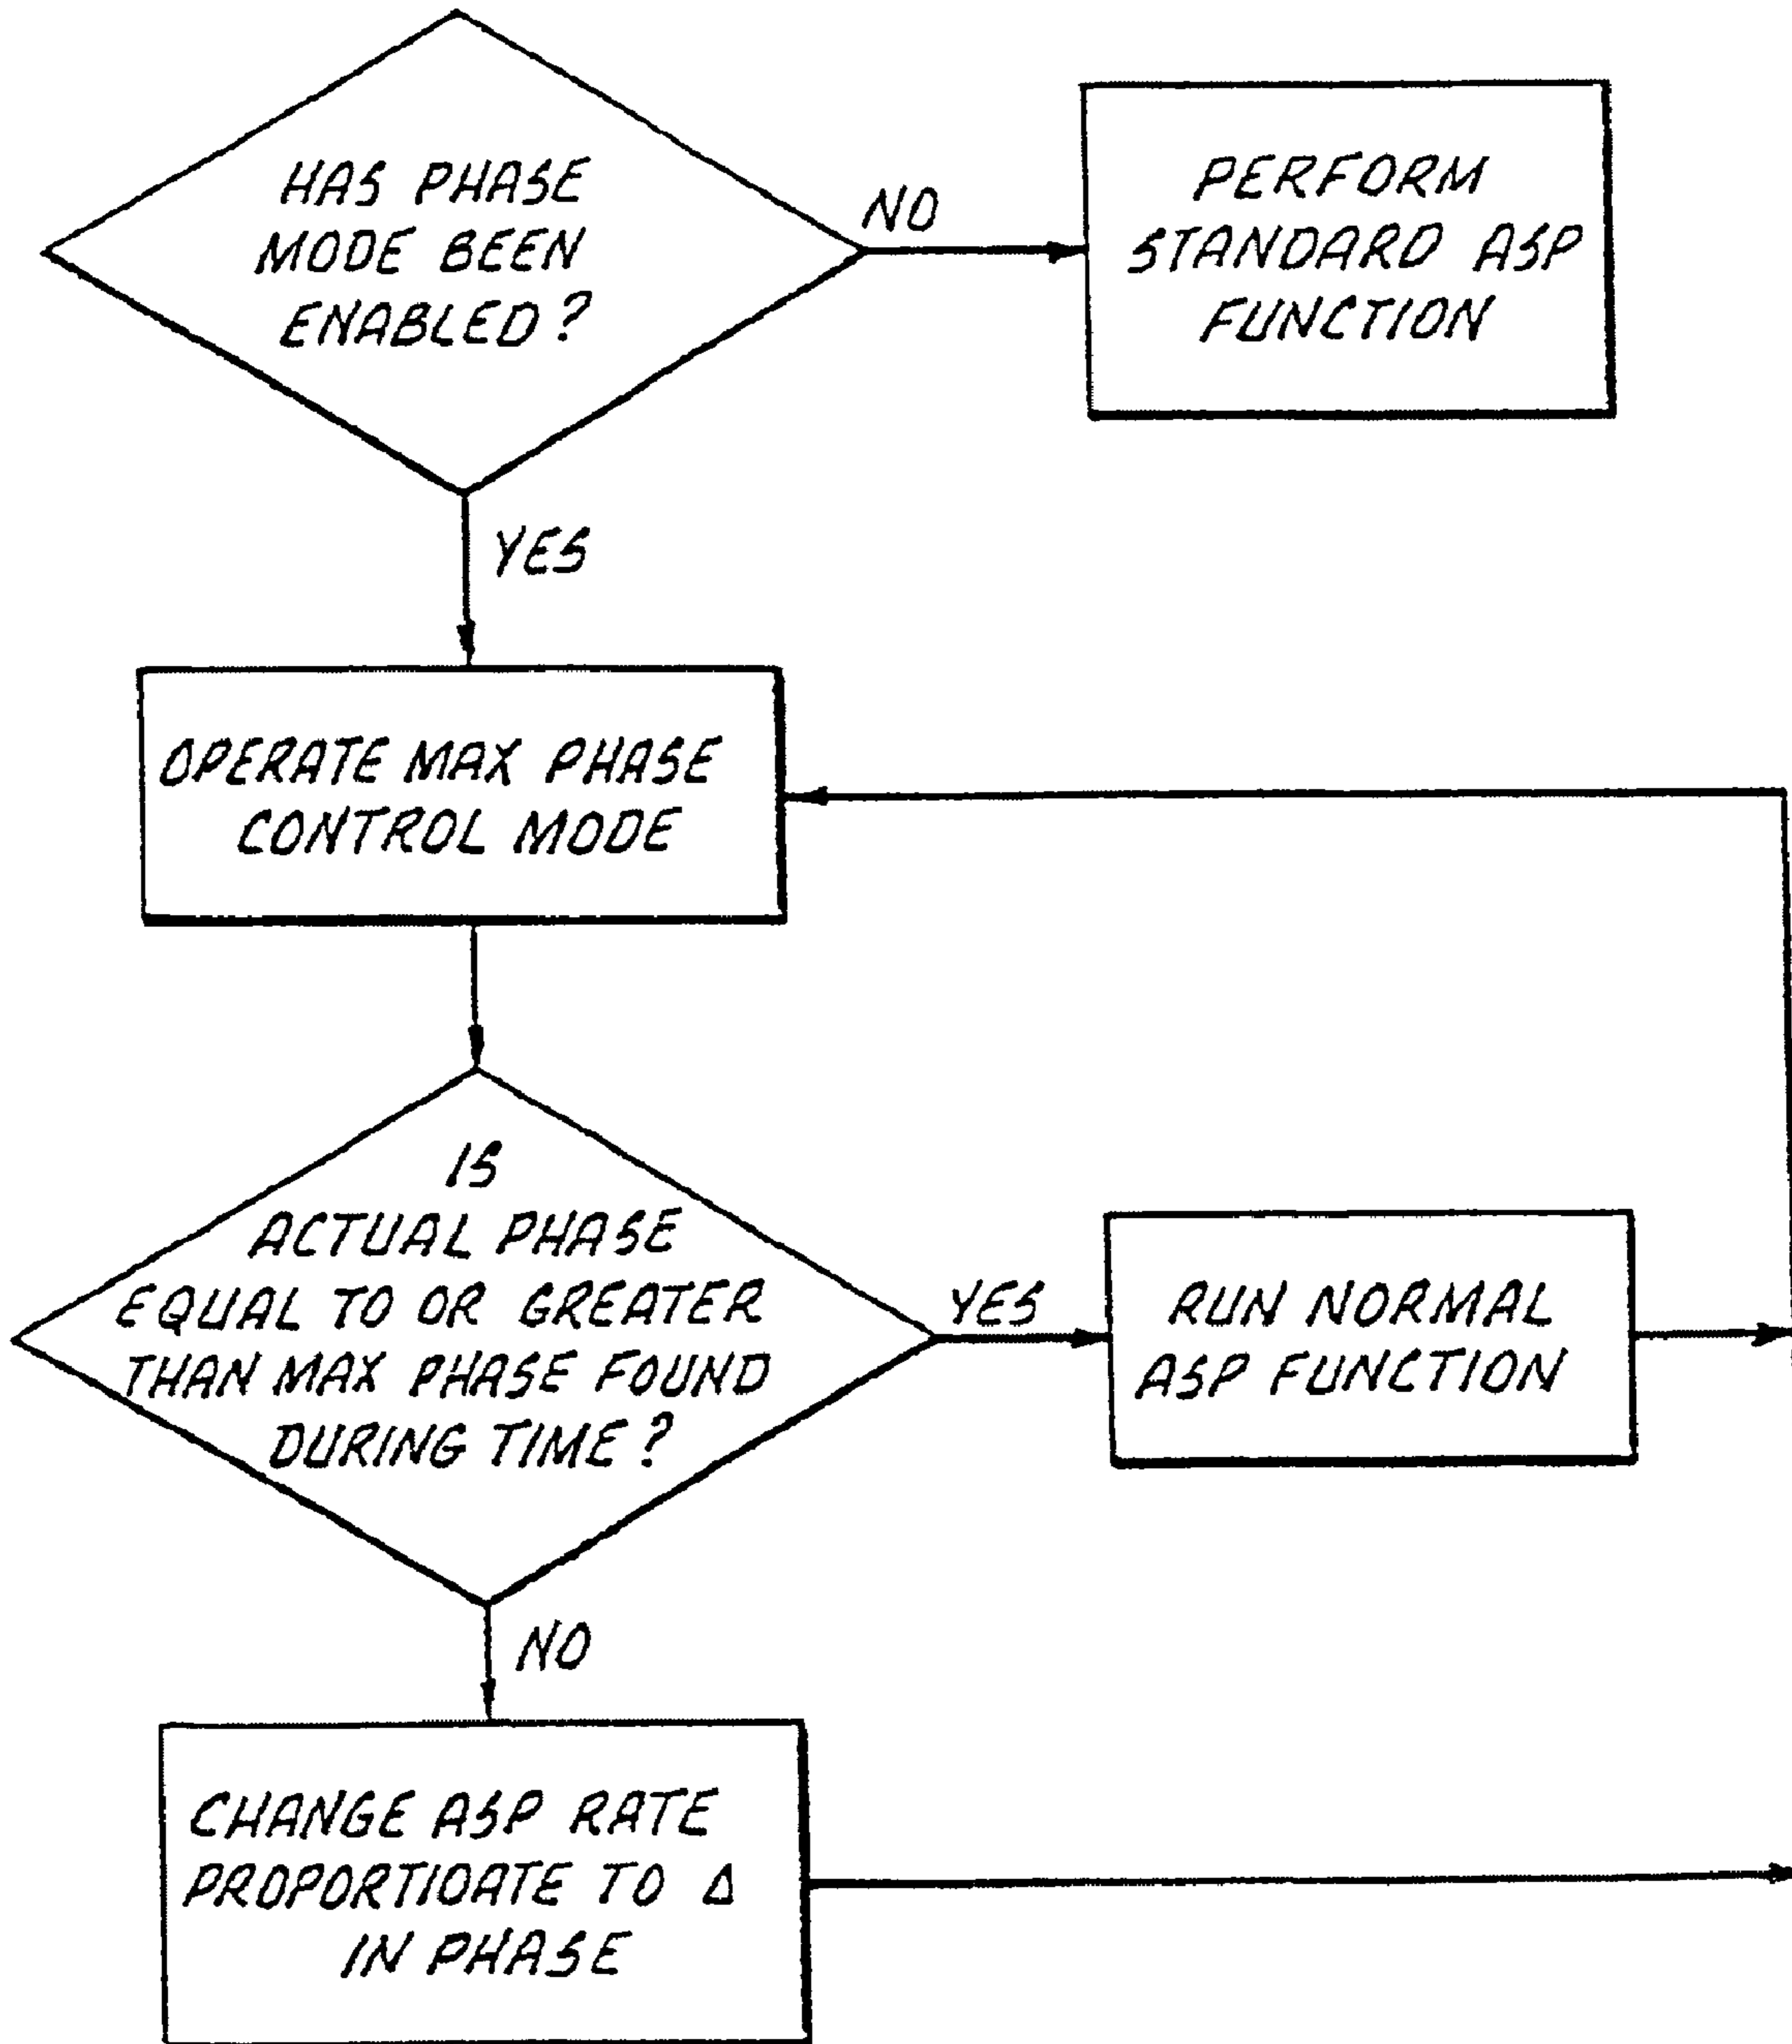 HAS PHASE
MODE BEEN
ENABLED?
NO
PERFORM
STANDARD ASP
FUNCTION
YES
OPERATE MAX PHASE
CONTROL MODE
IS
ACTUAL PHASE
EQUAL TO OR GREATER
THAN MAX PHASE FOUND
DURING TIME?
YES
RUN NORMAL
ASP FUNCTION
NO
CHANGE ASP RATE
PROPORTIOATE TO Δ
IN PHASE